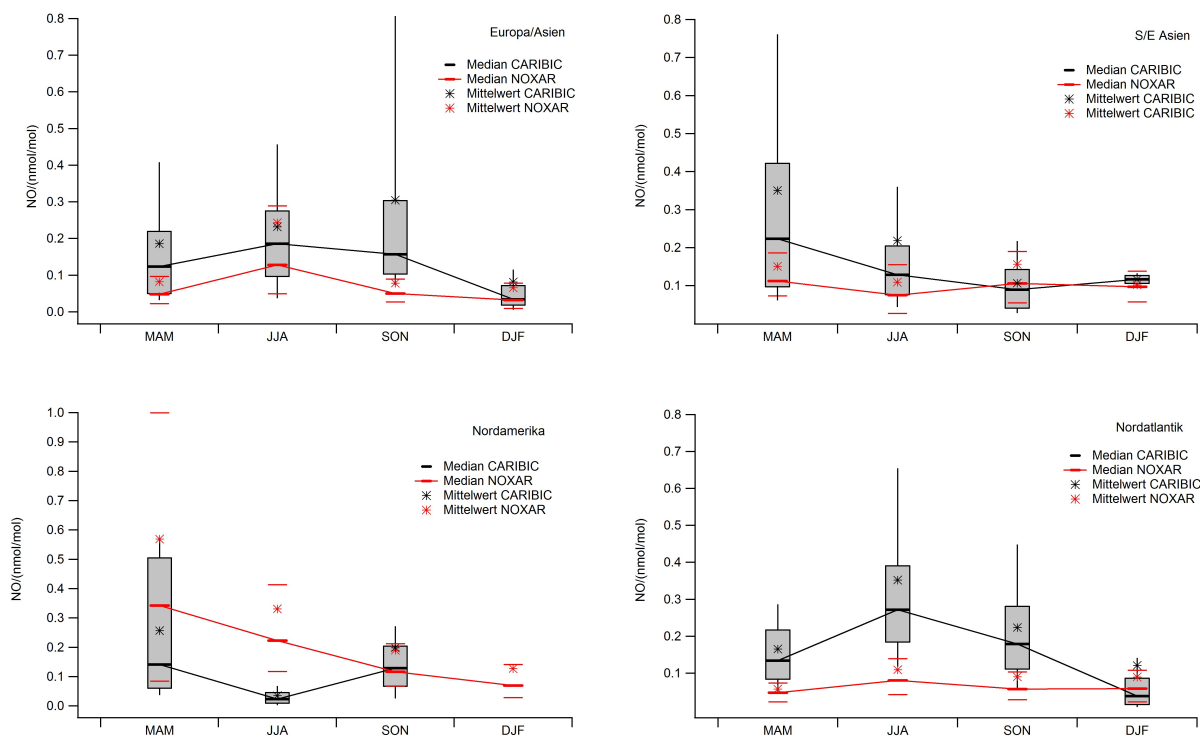 Europa/Asien
Median CARIBIC
Median NOXAR
Mittelwert CARIBIC
Mittelwert NOXAR
NO/(nmol/mol)
0.8
0.7
0.6
0.5
0.4
0.3
0.2
0.1
0.0
MAM JJA SON DJF
S/E Asien
Median CARIBIC
Median NOXAR
Mittelwert CARIBIC
Mittelwert CARIBIC
NO/(nmol/mol)
0.8
0.7
0.6
0.5
0.4
0.3
0.2
0.1
MAM JJA SON DJF
Nordamerika
Median CARIBIC
Median NOXAR
Mittelwert CARIBIC
Mittelwert NOXAR
NO/(nmol/mol)
1.0
0.9
0.8
0.7
0.6
0.5
0.4
0.3
0.2
0.1
0.0
MAM JJA SON DJF
Nordatlantik
Median CARIBIC
Median NOXAR
Mittelwert CARIBIC
Mittelwert NOXAR
NO/(nmol/mol)
0.8
0.7
0.6
0.5
0.4
0.3
0.2
0.1
MAM JJA SON DJF